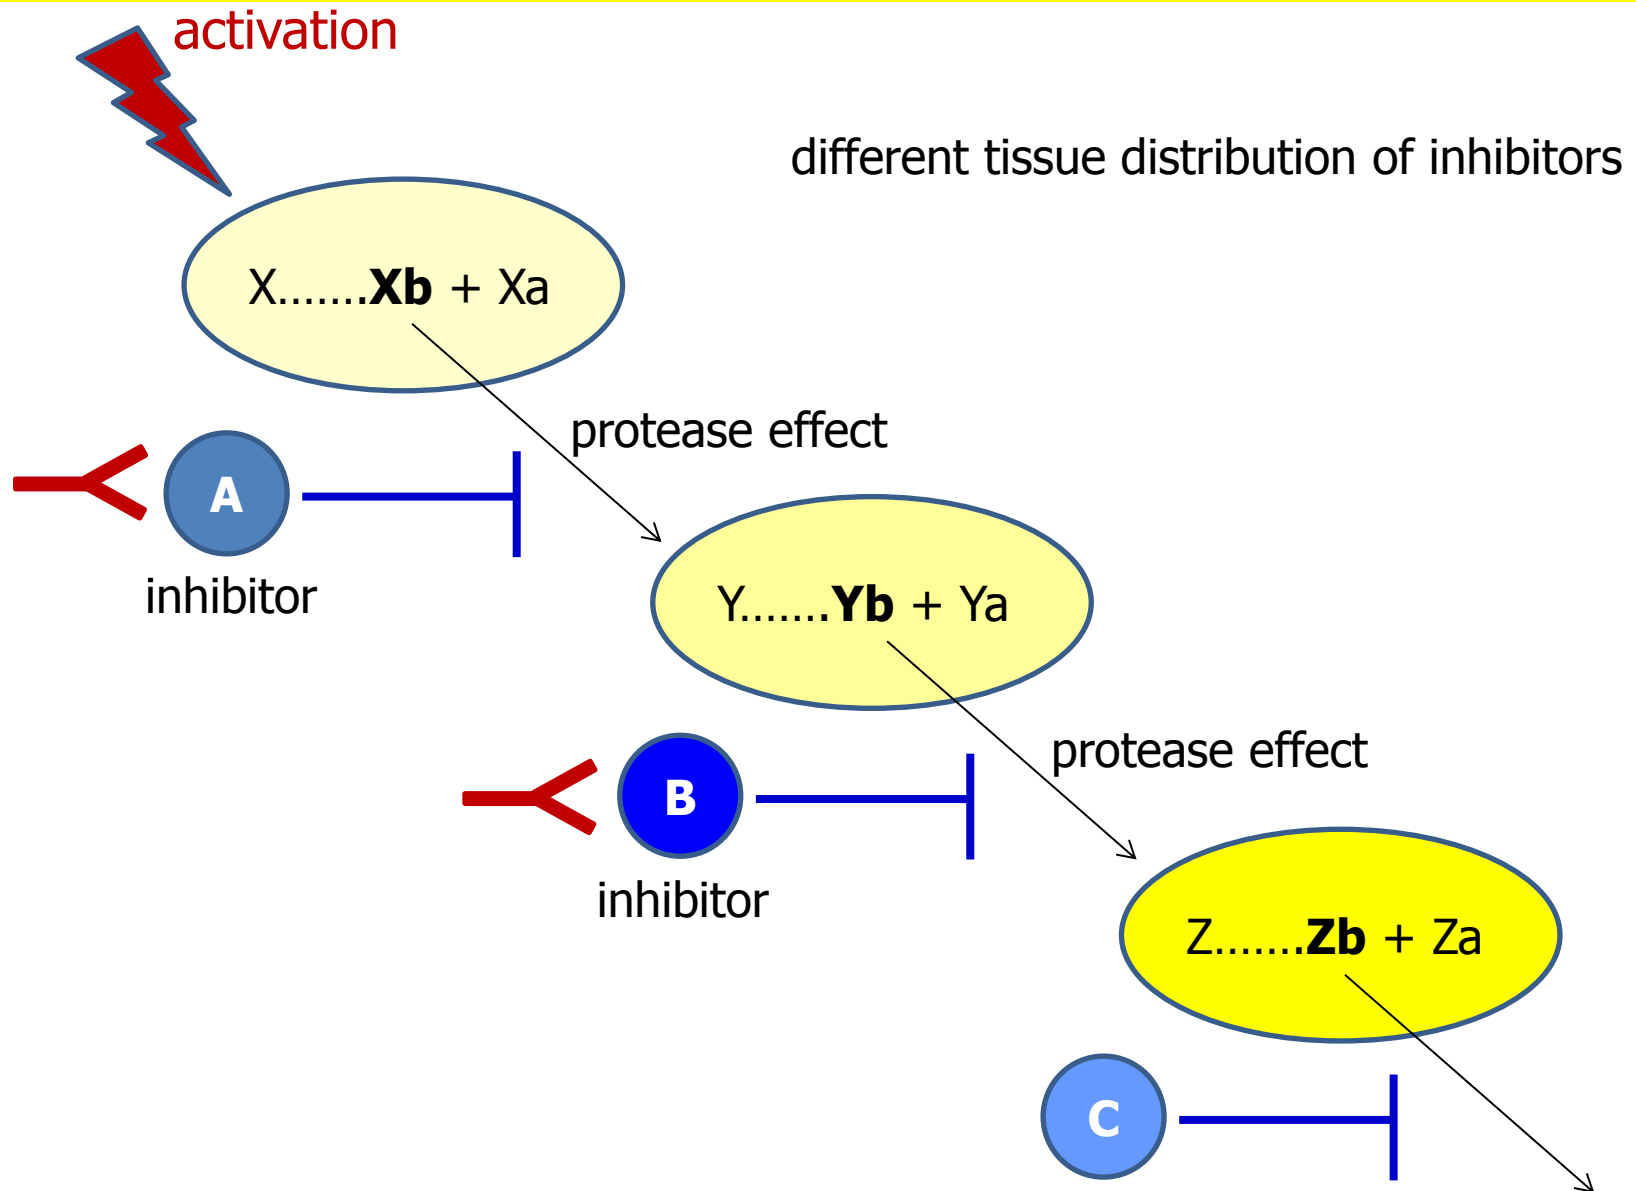 activation
different tissue distribution of inhibitors
X.......Xb + Xa
protease effect
A
inhibitor
Y.......Yb + Ya
protease effect
B
inhibitor
Z.......Zb + Za
C